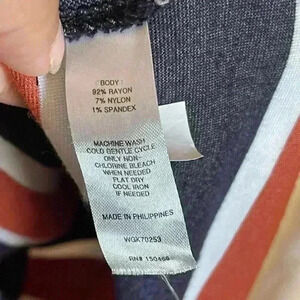 BODY:
92% RAYON
7% NYLON
1% SPANDEX
MACHINE WASH
COLD GENTLE CYCLE
ONLY NON-
CHLORINE BLEACH
WHEN NEEDED
FLAT DRY
COOL IRON
IF NEEDED
MADE IN PHILIPPINES
WGK70253
RN# 150466